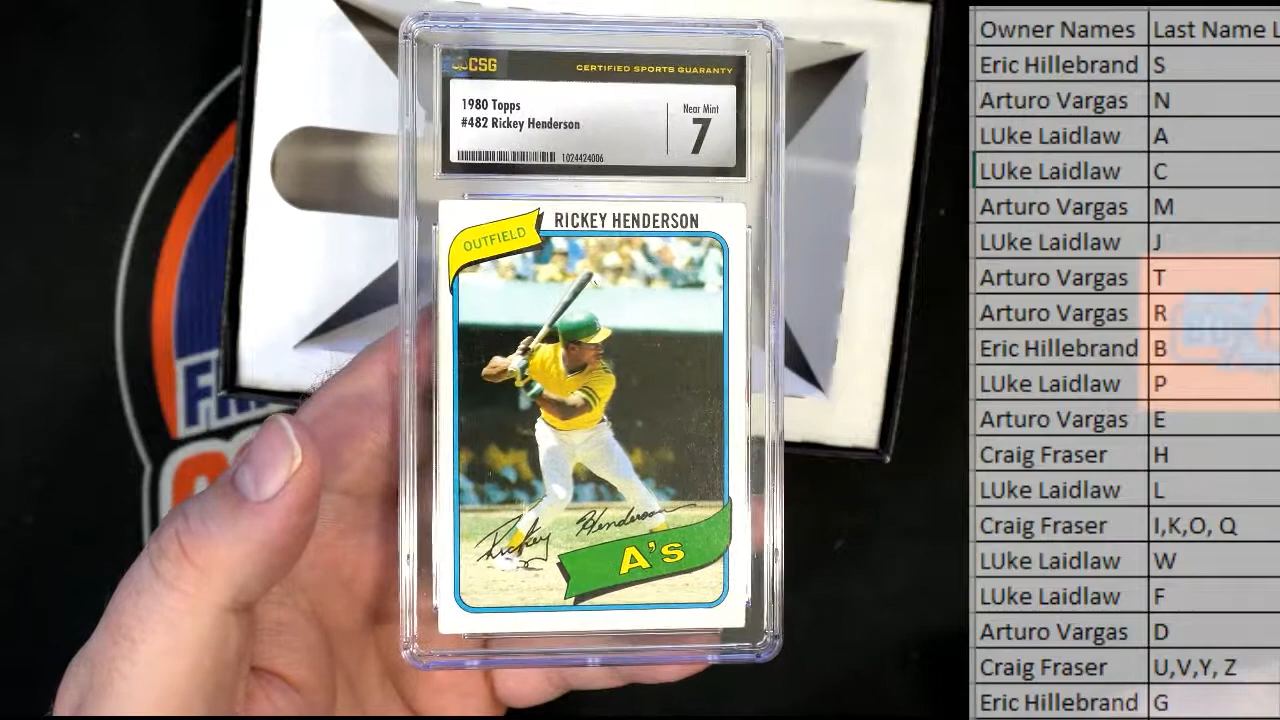 CSG
CERTIFIED SPORTS GUARANTY
1980 Topps
#482 Rickey Henderson
Near Mint
7
1024424006
OUTFIELD
RICKEY HENDERSON
Rickey Henderson
A's
Owner Names Last Name L
Eric Hillebrand S
Arturo Vargas N
LUke Laidlaw A
LUke Laidlaw C
Arturo Vargas M
LUke Laidlaw J
Arturo Vargas T
Arturo Vargas R
Eric Hillebrand B
LUke Laidlaw P
Arturo Vargas E
Craig Fraser H
LUke Laidlaw L
Craig Fraser I,K,O, Q
LUke Laidlaw W
LUke Laidlaw F
Arturo Vargas D
Craig Fraser U,V,Y, Z
Eric Hillebrand G